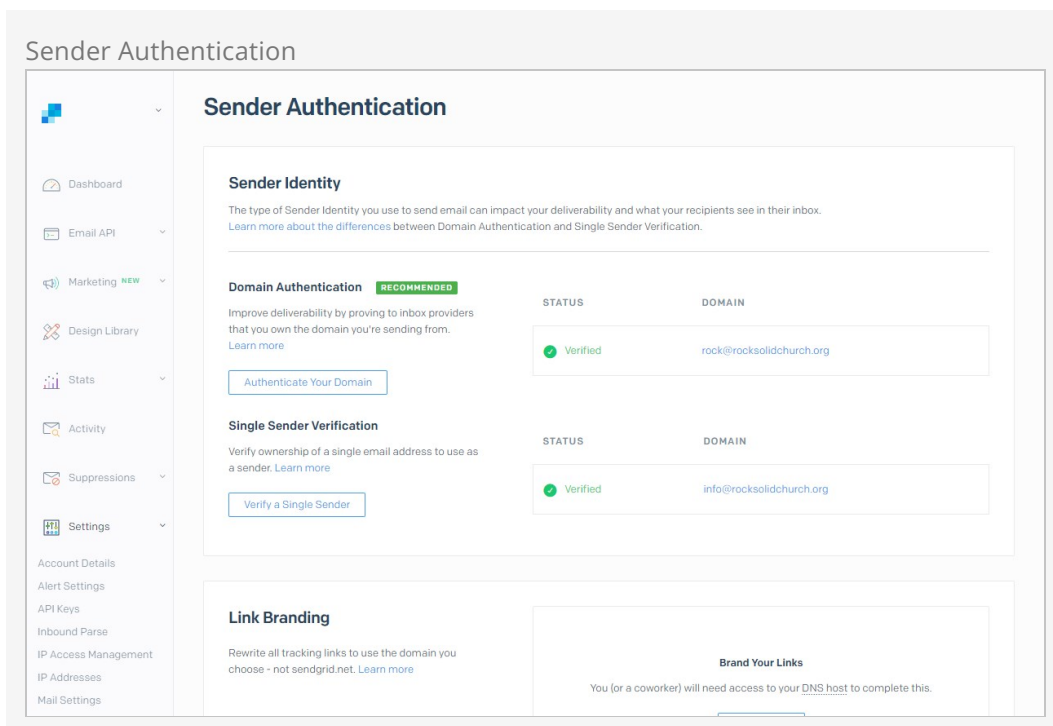 Sender Authentication
Sender Authentication
Dashboard
Email API
Marketing NEW
Design Library
Stats
Activity
Suppressions
Settings
Account Details
Alert Settings
API Keys
Inbound Parse
IP Access Management
IP Addresses
Mail Settings
Sender Identity
The type of Sender Identity you use to send email can impact your deliverability and what your recipients see in their inbox.
Learn more about the differences between Domain Authentication and Single Sender Verification.
Domain Authentication RECOMMENDED
Improve deliverability by proving to inbox providers
that you own the domain you're sending from.
Learn more
Authenticate Your Domain
STATUS DOMAIN
Verified rock@rocksolidchurch.org
Single Sender Verification
Verify ownership of a single email address to use as
a sender. Learn more
Verify a Single Sender
STATUS DOMAIN
Verified info@rocksolidchurch.org
Link Branding
Rewrite all tracking links to use the domain you
choose - not sendgrid.net. Learn more
Brand Your Links
You (or a coworker) will need access to your DNS host to complete this.